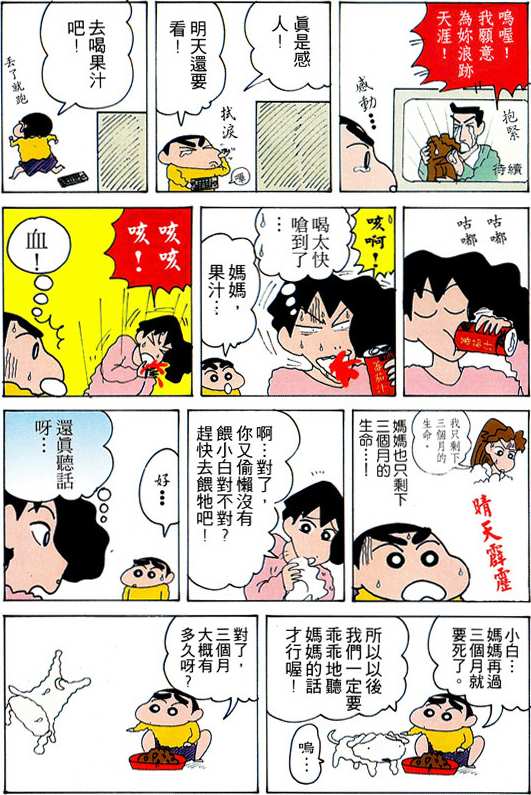 嗚喔！
我願意
為妳浪跡
天涯！
抱緊
待續
感動…
真是感
人！
明天還要
看！
拭淚
去喝果汁
吧！
丟了就跑
咕嘟
咕嘟
蕃茄汁
咳啊！
喝太快
嗆到了
媽媽，
果汁…
蕃茄汁
咳咳
咳！
血！
我只剩下
三個月的
生命。
媽媽也只剩下
三個月的
生命…！
晴天霹靂
啊…對了，
你又偷懶沒有
餵小白對不對？
趕快去餵牠吧！
好…
還真聽話
呀…
小白…
媽媽再過
三個月就
要死了。
所以以後
我們一定要
乖乖地聽
媽媽的話
才行喔！
嗚…
對了，
三個月
大概有
多久呀？